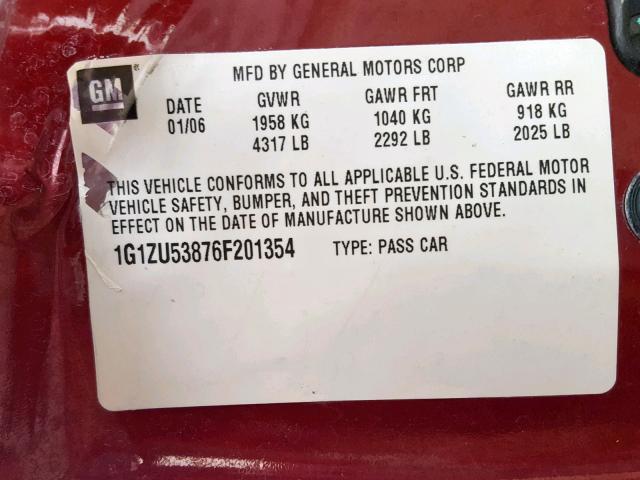 GM
MFD BY GENERAL MOTORS CORP
DATE GVWR GAWR FRT GAWR RR
01/06 1958 KG 1040 KG 918 KG
4317 LB 2292 LB 2025 LB
THIS VEHICLE CONFORMS TO ALL APPLICABLE U.S. FEDERAL MOTOR
VEHICLE SAFETY, BUMPER, AND THEFT PREVENTION STANDARDS IN
EFFECT ON THE DATE OF MANUFACTURE SHOWN ABOVE.
1G1ZU53876F201354 TYPE: PASS CAR